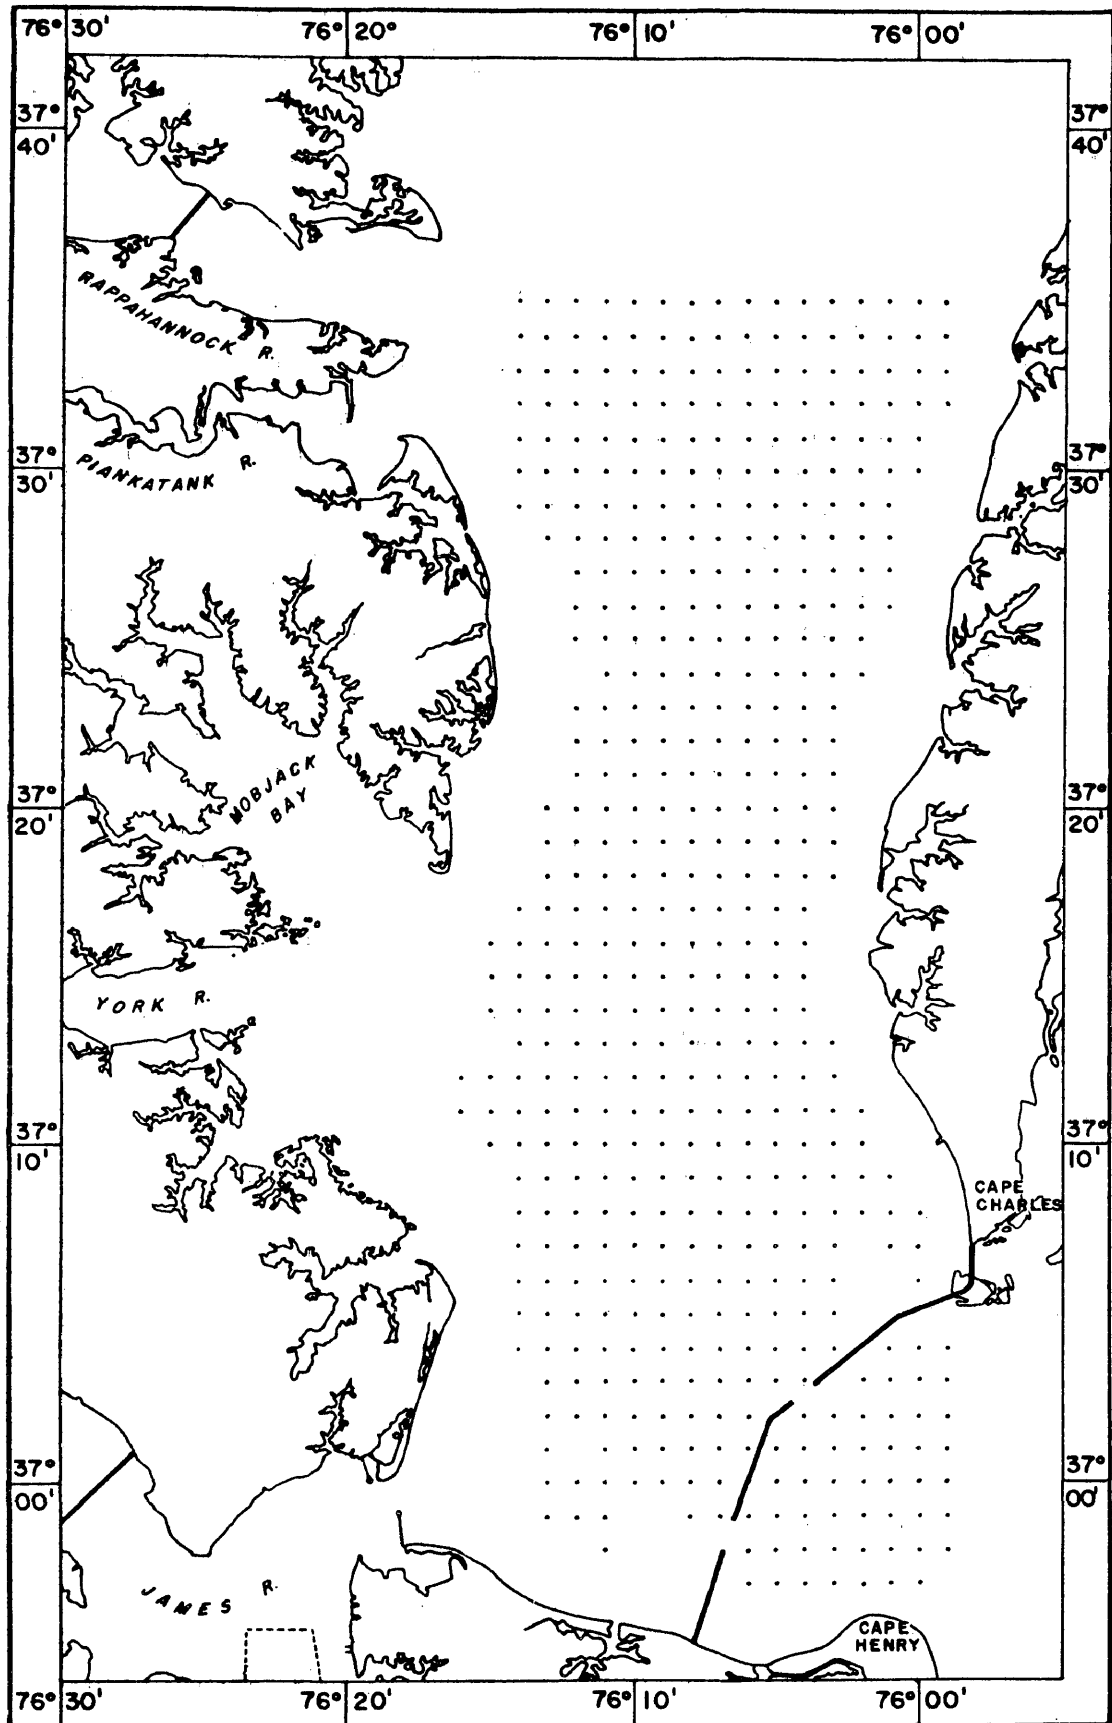 76° 30' 76° 20' 76° 10' 76° 00'
37° 37°
40' 40'
RAPPAHANNOCK R.
37° 37°
PIANKATANK R.
30' 30'
MOBJACK
BAY
37° 37°
20' 20'
YORK R.
37° 37°
10' 10'
CAPE
CHARLES
37° 37°
00' 00'
JAMES R.
CAPE
HENRY
76° 30' 76° 20' 76° 10' 76° 00'